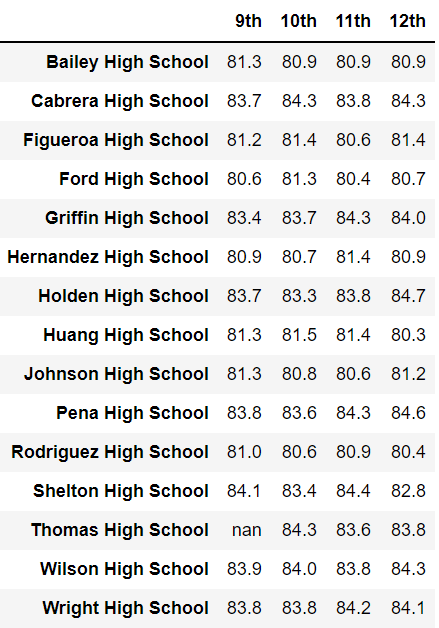 9th 10th 11th 12th
Bailey High School 81.3 80.9 80.9 80.9
Cabrera High School 83.7 84.3 83.8 84.3
Figueroa High School 81.2 81.4 80.6 81.4
Ford High School 80.6 81.3 80.4 80.7
Griffin High School 83.4 83.7 84.3 84.0
Hernandez High School 80.9 80.7 81.4 80.9
Holden High School 83.7 83.3 83.8 84.7
Huang High School 81.3 81.5 81.4 80.3
Johnson High School 81.3 80.8 80.6 81.2
Pena High School 83.8 83.6 84.3 84.6
Rodriguez High School 81.0 80.6 80.9 80.4
Shelton High School 84.1 83.4 84.4 82.8
Thomas High School nan 84.3 83.6 83.8
Wilson High School 83.9 84.0 83.8 84.3
Wright High School 83.8 83.8 84.2 84.1